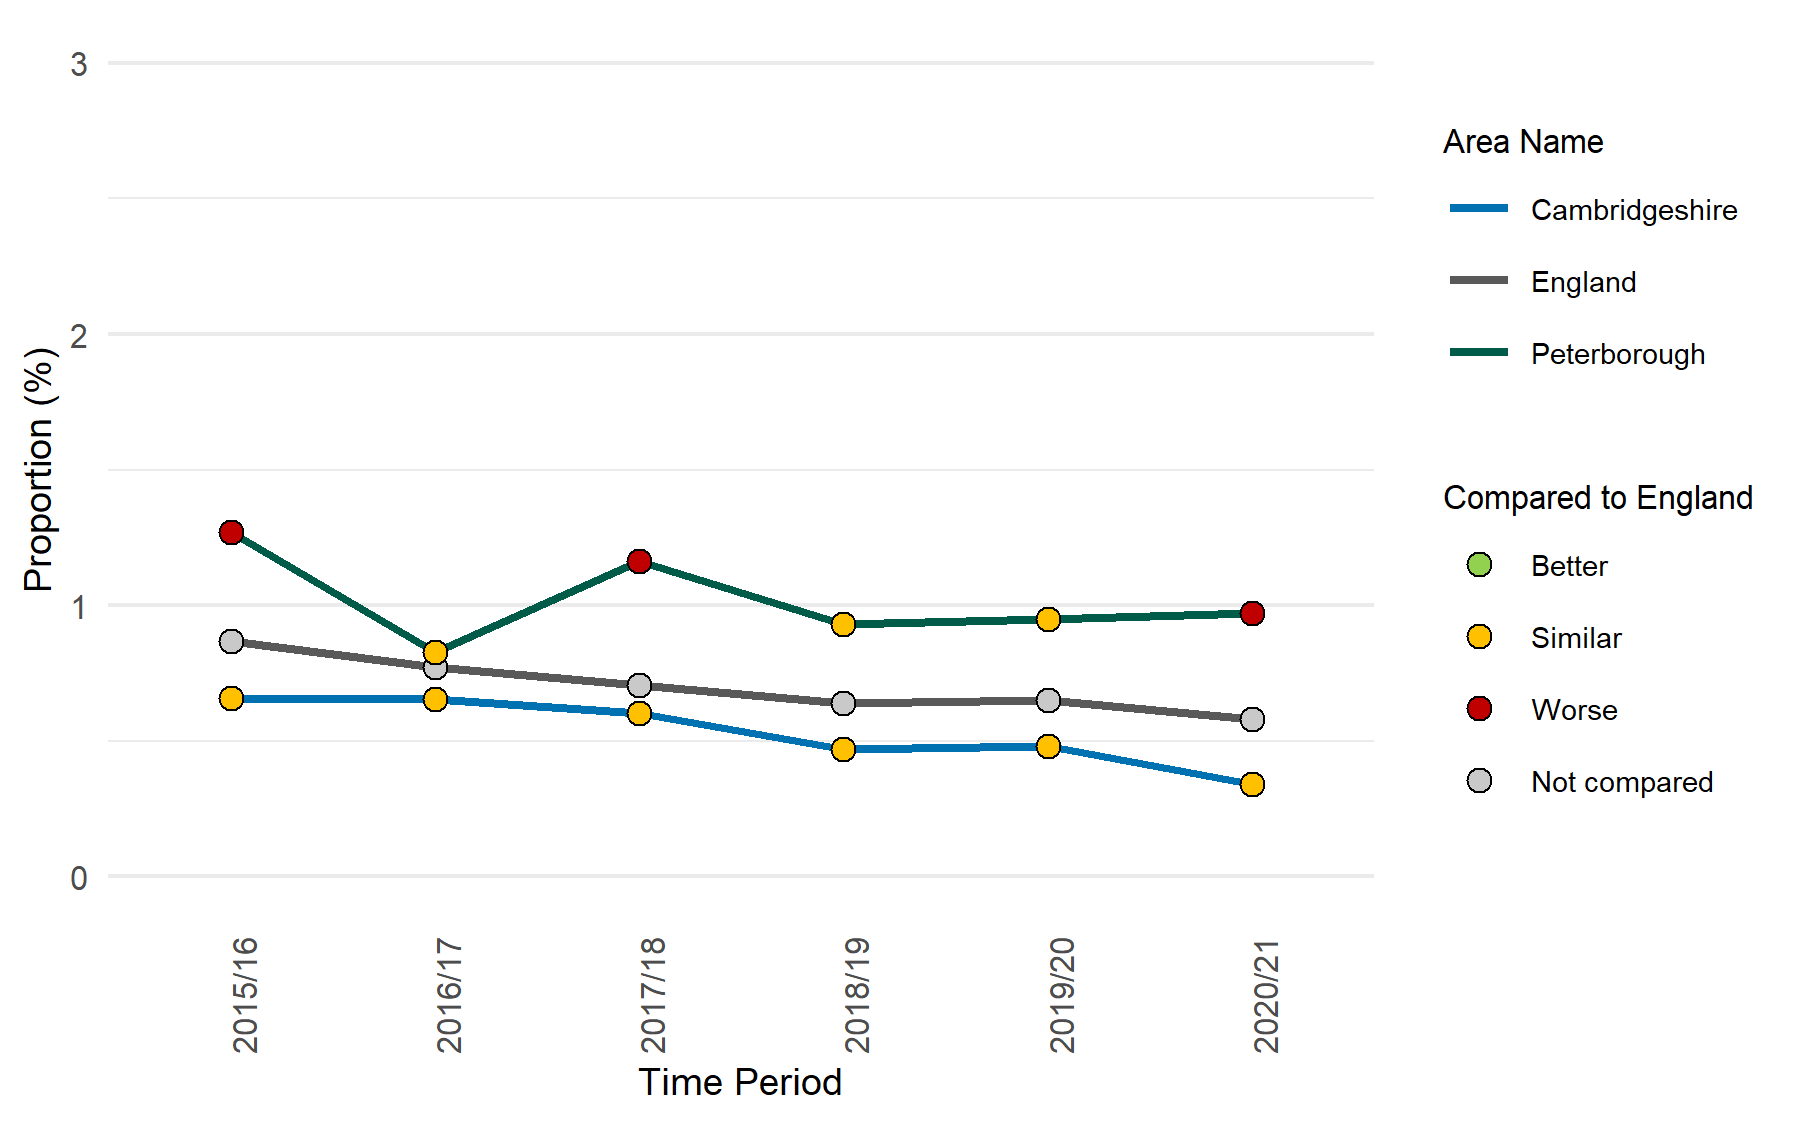 3
2
1
0
Proportion (%)
2015/16
2016/17
2017/18
2018/19
2019/20
2020/21
Time Period
Area Name
Cambridgeshire
England
Peterborough
Compared to England
Better
Similar
Worse
Not compared